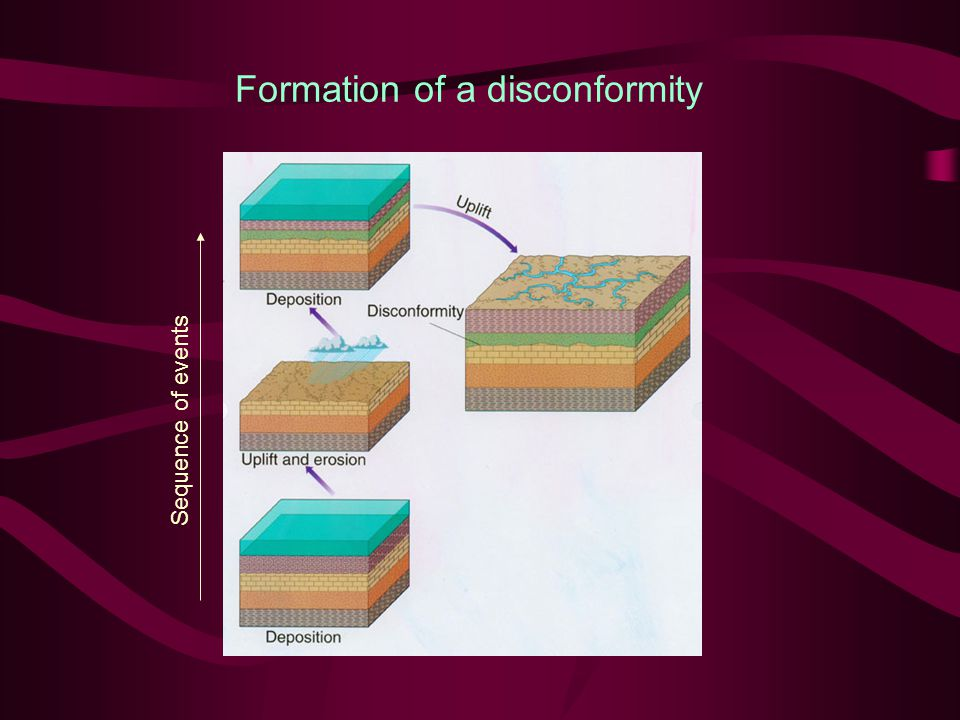 Formation of a disconformity
Uplift
Deposition
Disconformity
Sequence of events
Uplift and erosion
Deposition